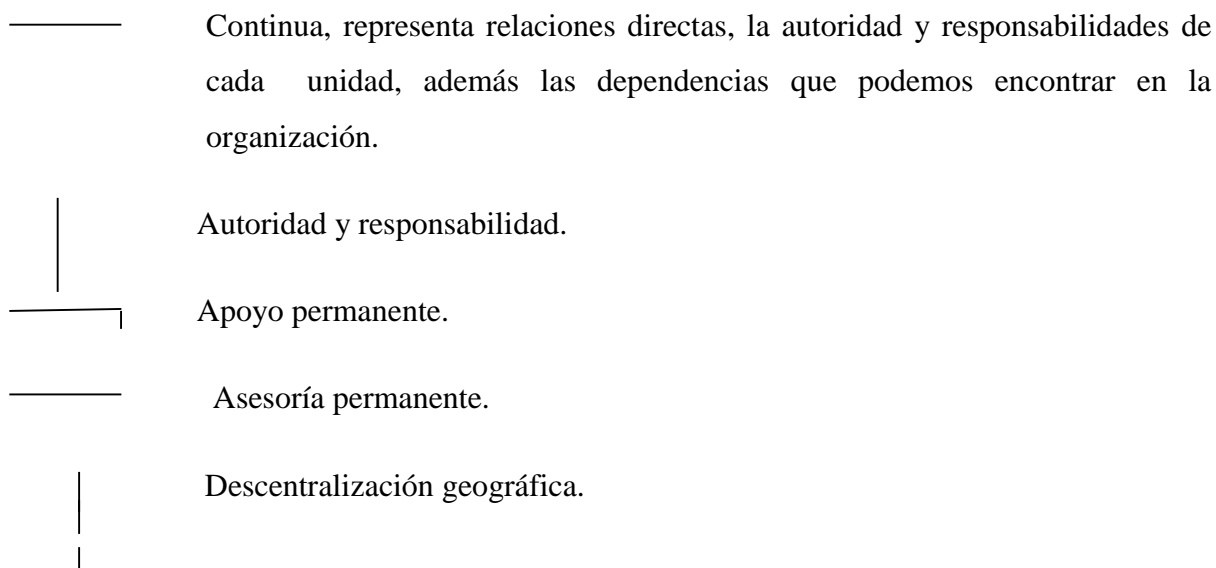 Continua, representa relaciones directas, la autoridad y responsabilidades de
cada unidad, además las dependencias que podemos encontrar en la
organización.
Autoridad y responsabilidad.
Apoyo permanente.
Asesoría permanente.
Descentralización geográfica.